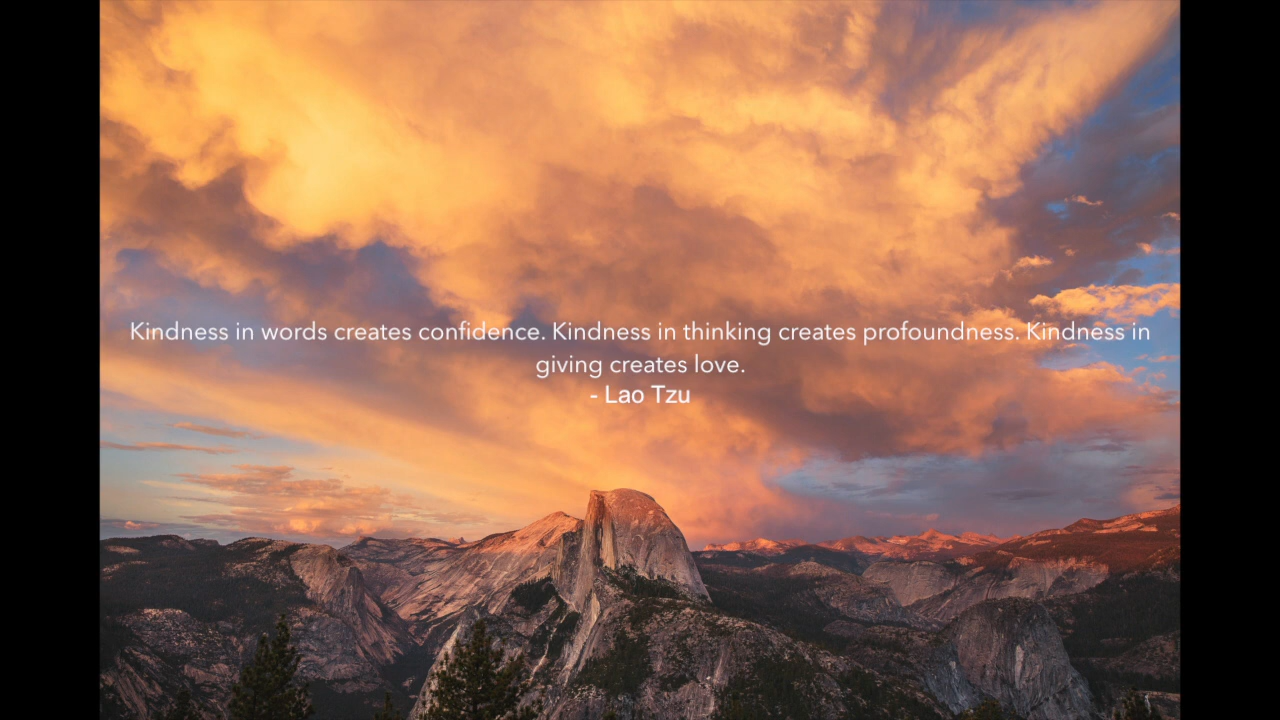 Kindness in words creates confidence. Kindness in thinking creates profoundness. Kindness in
giving creates love.
- Lao Tzu